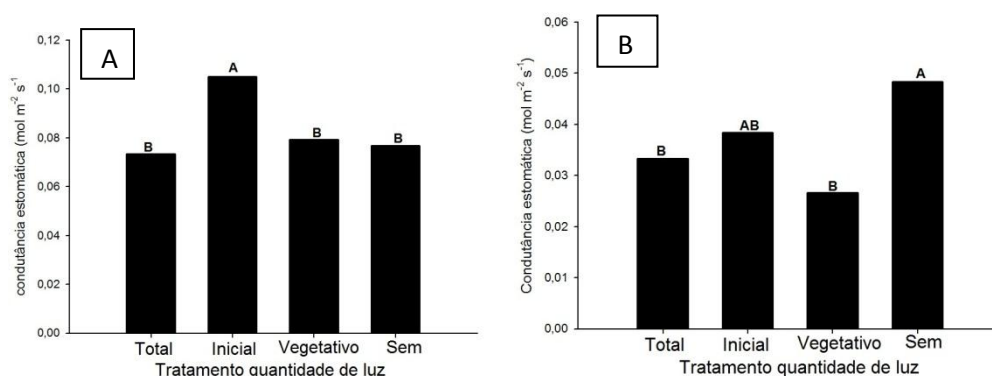 A
condutância estomática (mol m⁻² s⁻¹)
0,12
0,10
0,08
0,06
0,04
0,02
0,00
B
A
B
B
Total
Inicial
Vegetativo
Sem
Tratamento quantidade de luz
B
Condutância estomática (mol m⁻² s⁻¹)
0,06
0,05
0,04
0,03
0,02
0,01
0,00
B
AB
B
A
Total
Inicial
Vegetativo
Sem
Tratamento quantidade de luz